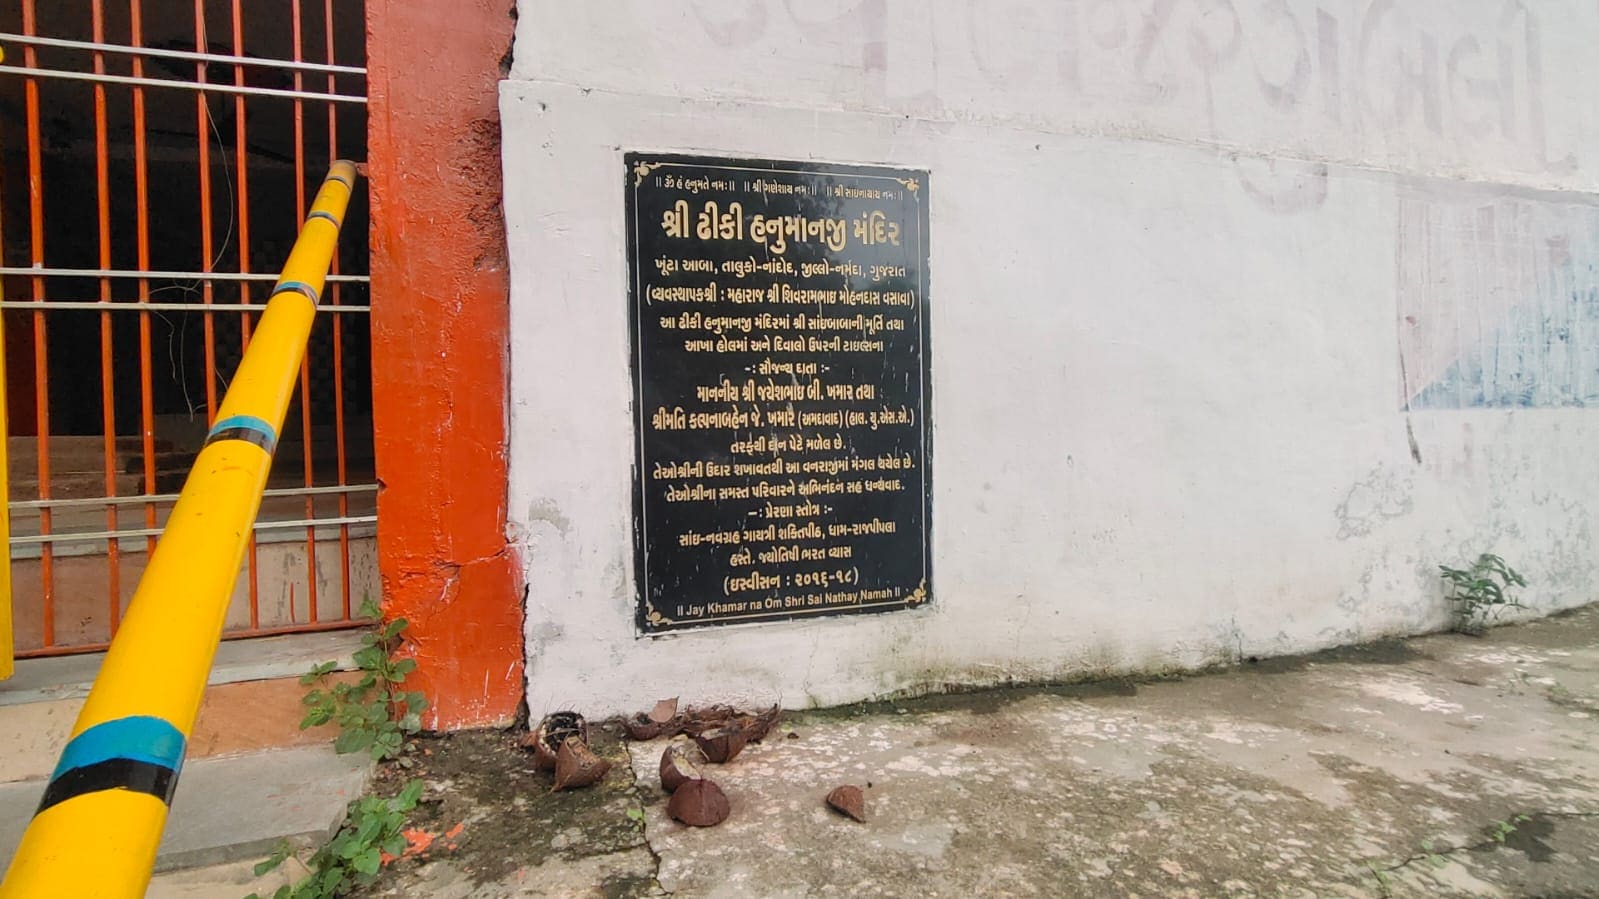 ॥ ૐ હં હનુમતે નમઃ॥ ॥ શ્રી ગણેશાય નમઃ॥ ॥ શ્રી સાંઇનાથાય નમઃ॥
શ્રી ઢીકી હનુમાનજી મંદિર
ખૂંટા આંબા, તાલુકો-નાંદોદ, જીલ્લો-નર્મદા, ગુજરાત
(વ્યવસ્થાપકશ્રી : મહારાજ શ્રી શિવરામભાઇ મોહનદાસ વસાવા)
આ ઢીકી હનુમાનજી મંદિરમાં શ્રી સાંઇબાબાની મૂર્તિ તથા
આખા હોલમાં અને દિવાલો ઉપરની ટાઇલ્સના
-: સૌજન્ય દાતા :-
માનનીય શ્રી જયેશભાઇ બી. ખમાર તથા
શ્રીમતિ કલ્પનાબહેન જે. ખમાર (અમદાવાદ) (હાલ. યુ.એસ.એ.)
તરફથી દાન પેટે મળેલ છે.
તેઓશ્રીની ઉદાર સખાવતથી આ વનરાજીમાં મંગલ થયેલ છે.
તેઓશ્રીના સમસ્ત પરિવારને અભિનંદન સહ ધન્યવાદ.
-: પ્રેરણા સ્તોત્ર :-
સાંઇ-નવગ્રહ ગાયત્રી શક્તિપીઠ, ધામ-રાજપીપલા
હસ્તે. જ્યોતિષી ભરત વ્યાસ
(ઇસ્વીસન : ૨૦૧૬-૧૮)
॥ Jay Khamar na Om Shri Sai Nathay Namah ॥